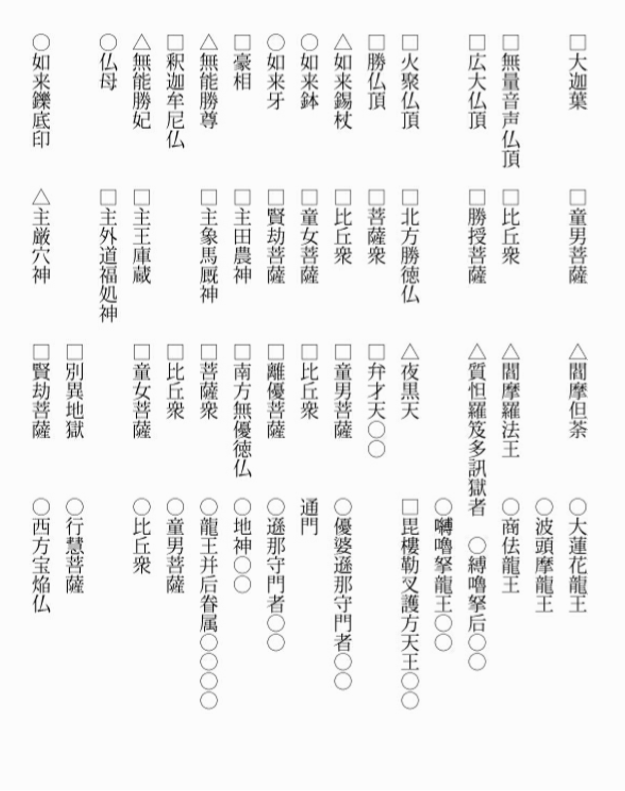 □大迦葉　□童男菩薩　△閻摩但荼　○大蓮花龍王
○波頭摩龍王
□無量音声仏頂　□比丘衆　△閻摩羅法王　○商佉龍王
□広大仏頂　□勝授菩薩　△質怛羅笈多訊獄者　○縛嚕拏后○○
○嚩嚕拏龍王○○
□火聚仏頂　□北方勝徳仏　△夜黒天　□毘樓勒叉護方天王○○
□勝仏頂　□菩薩衆　□弁才天○○
△如来錫杖　□比丘衆　□童男菩薩　○優婆遜那守門者○○
○如来鉢　□童女菩薩　□比丘衆　通門
○如来牙　□賢劫菩薩　□離優菩薩　○遜那守門者○○
□豪相　□主田農神　□南方無優徳仏　○地神○○
△無能勝尊　□主象馬厩神　□菩薩衆　○龍王并后眷属○○○○
□釈迦牟尼仏　□比丘衆　○童男菩薩
△無能勝妃　□主王庫蔵　□童女菩薩　○比丘衆
○仏母　□主外道福処神
□別異地獄　○行慧菩薩
○如来鑠底印　△主厳穴神　□賢劫菩薩　○西方宝焔仏